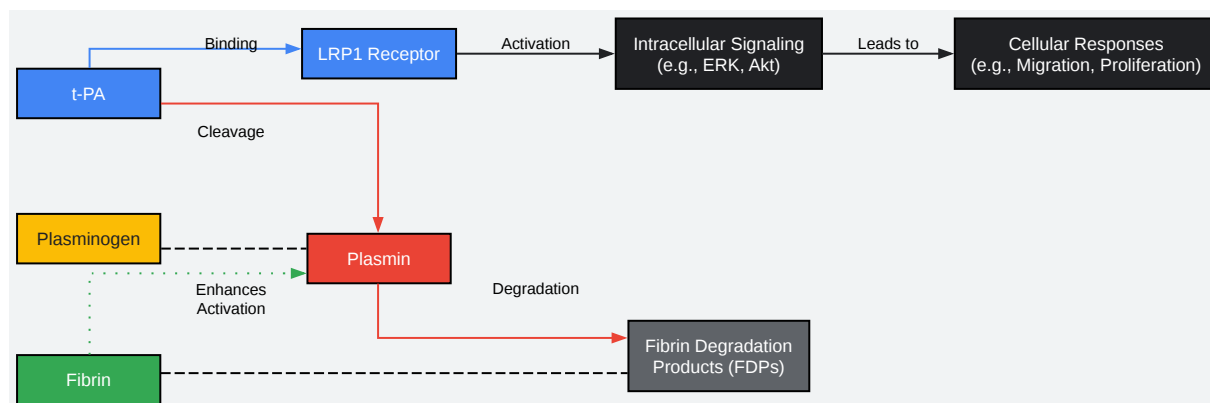 Binding
LRP1 Receptor
Activation
Intracellular Signaling
(e.g., ERK, Akt)
Leads to
Cellular Responses
(e.g., Migration, Proliferation)
t-PA
Cleavage
Plasminogen
Plasmin
Enhances
Activation
Degradation
Fibrin Degradation
Products (FDPs)
Fibrin